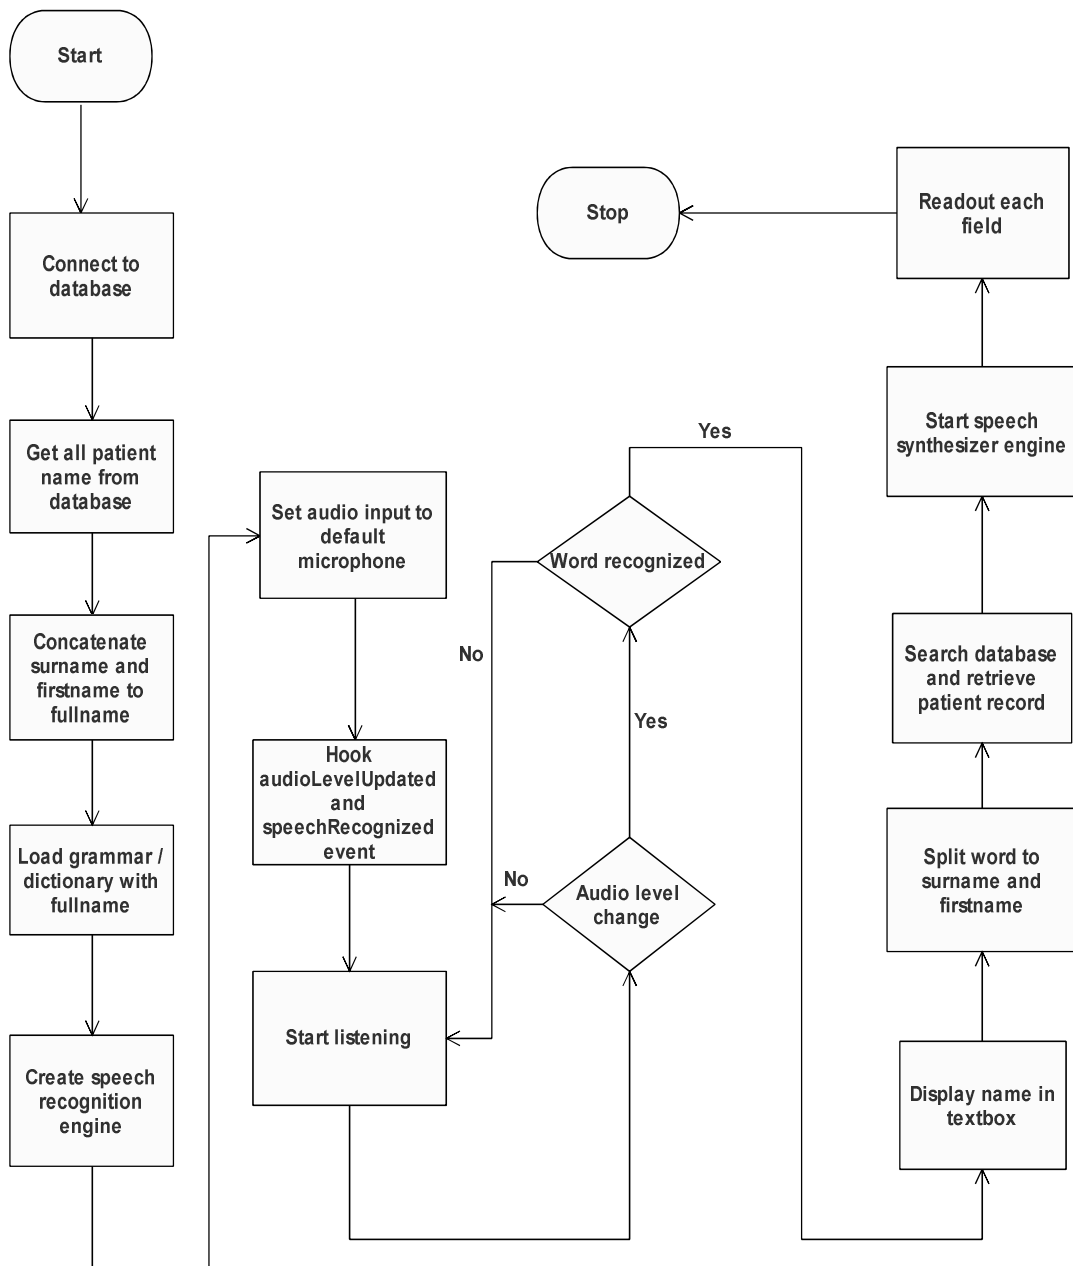 Start
Connect to
database
Get all patient
name from
database
Concatenate
surname and
firstname to
fullname
Load grammar /
dictionary with
fullname
Create speech
recognition
engine
Set audio input to
default
microphone
Hook
audioLevelUpdated
and
speechRecognized
event
Start listening
Audio level
change
No
Yes
Word recognized
No
Yes
Display name in
textbox
Split word to
surname and
firstname
Search database
and retrieve
patient record
Start speech
synthesizer engine
Readout each
field
Stop